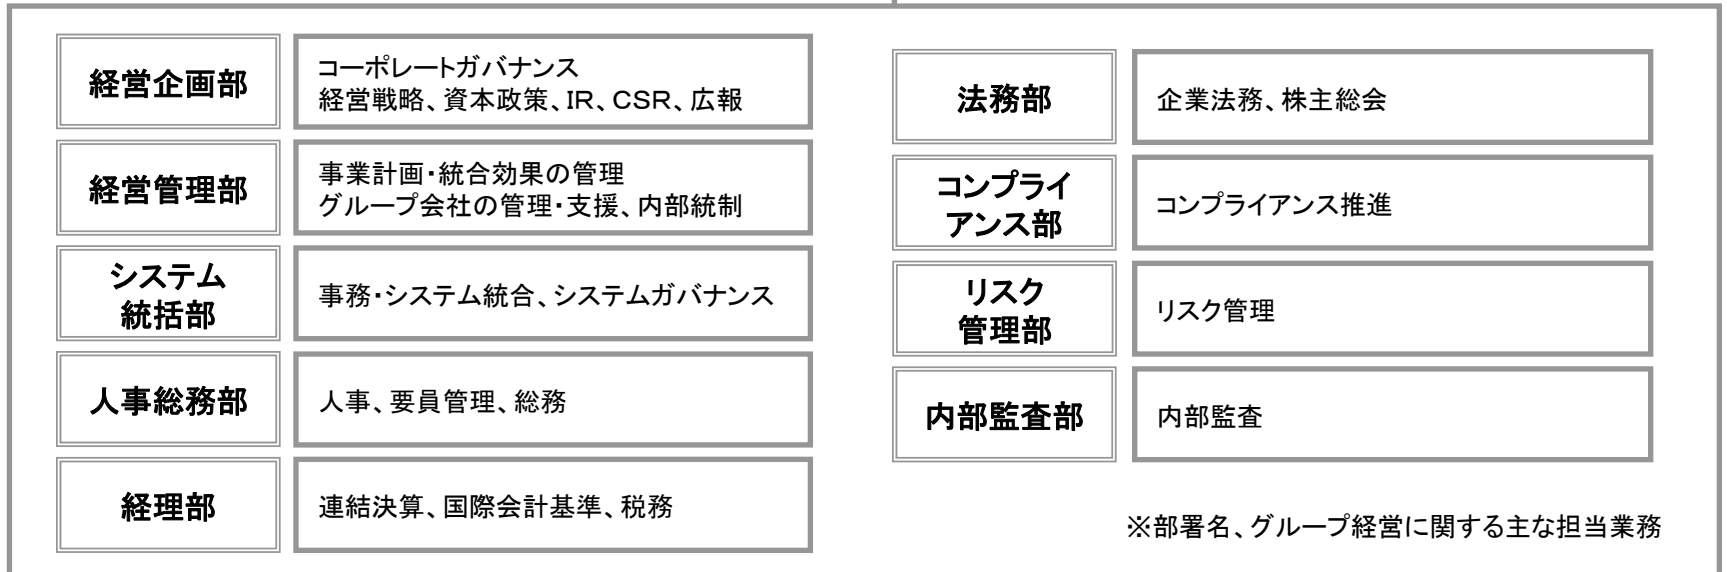 経営企画部
コーポレートガバナンス
経営戦略、資本政策、IR、CSR、広報
経営管理部
事業計画・統合効果の管理
グループ会社の管理・支援、内部統制
システム
統括部
事務・システム統合、システムガバナンス
人事総務部
人事、要員管理、総務
経理部
連結決算、国際会計基準、税務
法務部
企業法務、株主総会
コンプライ
アンス部
コンプライアンス推進
リスク
管理部
リスク管理
内部監査部
内部監査
※部署名、グループ経営に関する主な担当業務